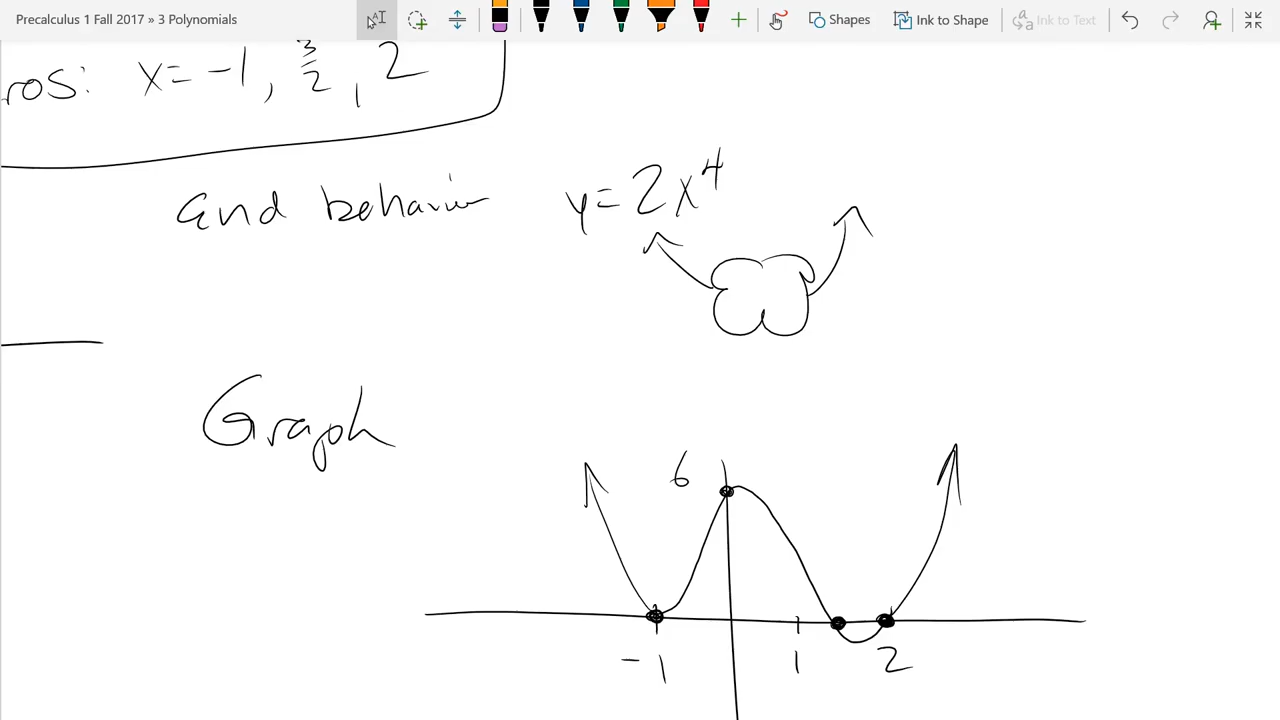 Precalculus 1 Fall 2017 » 3 Polynomials
Shapes
Ink to Shape
Ink to Text
ros: x = -1, 3/2, 2
end behavior y = 2x⁴
Graph
6
-1 1 2